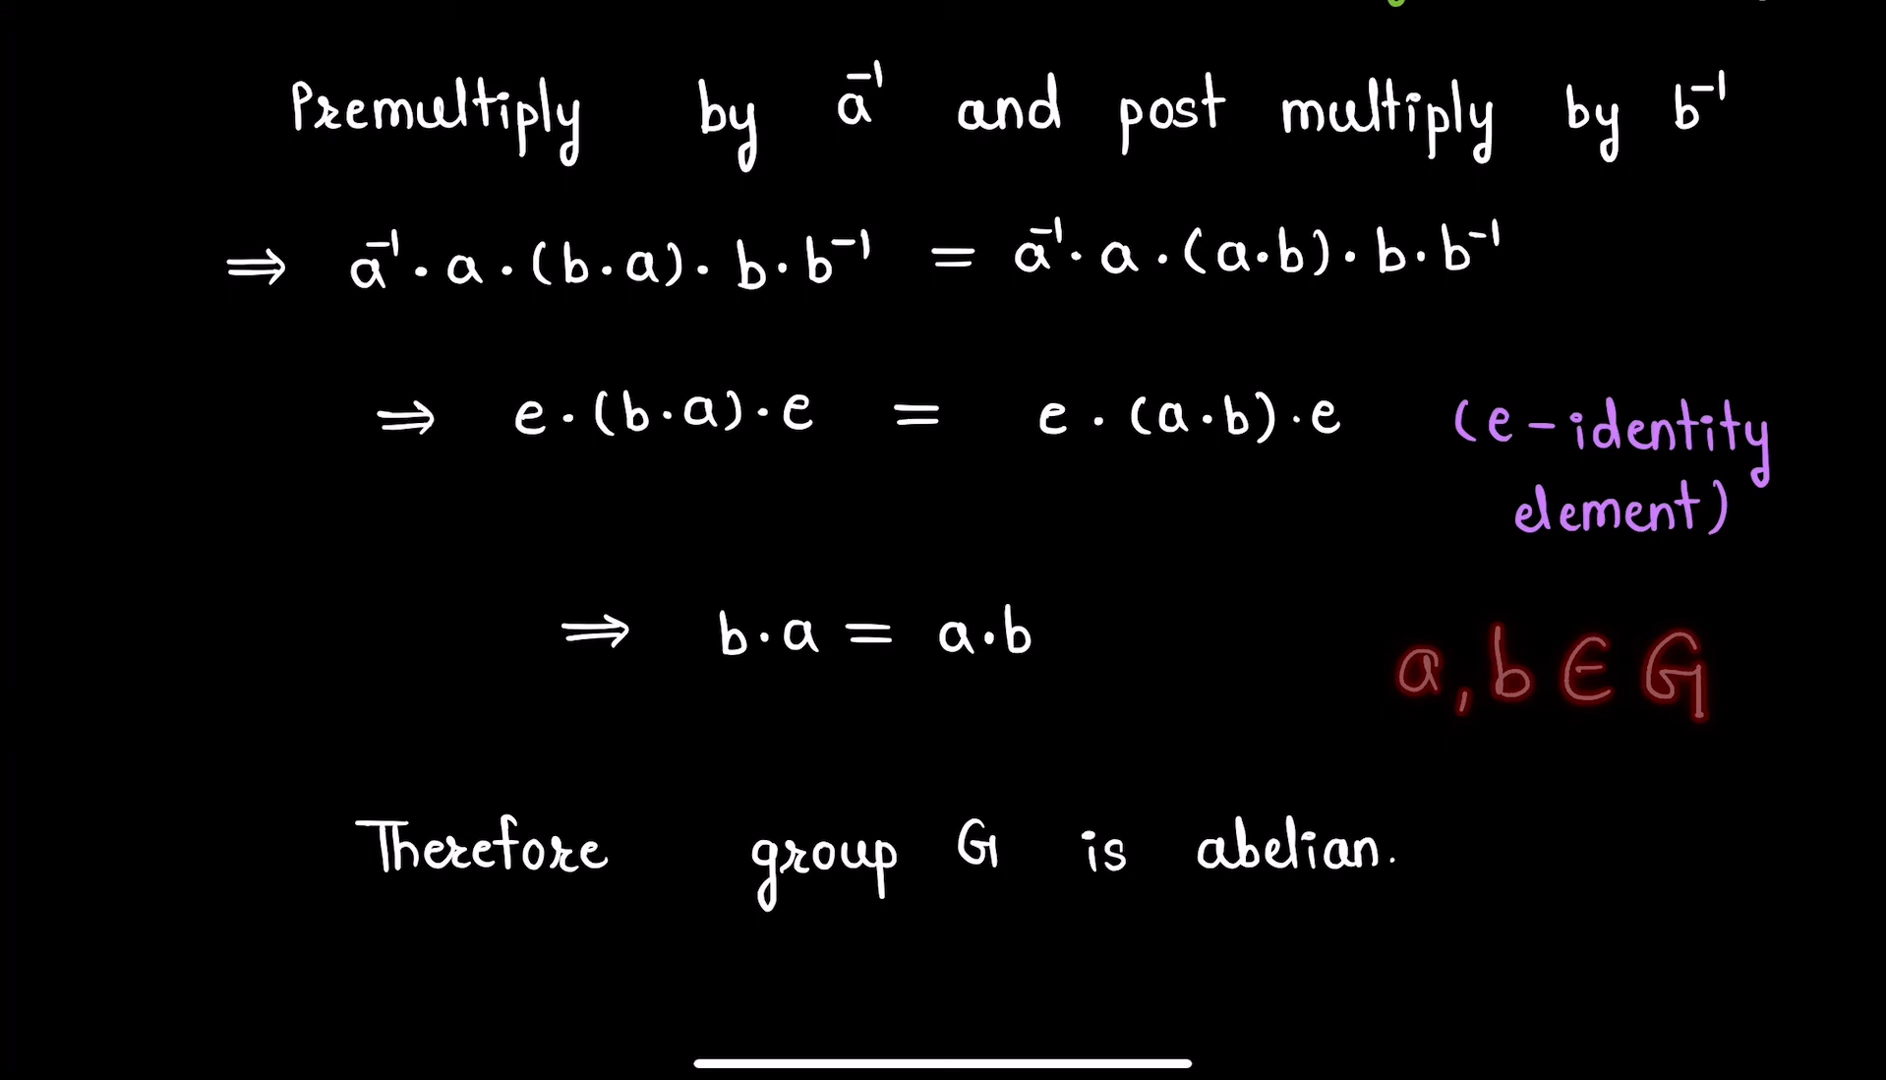 Premultiply by a⁻¹ and post multiply by b⁻¹
⇒ a⁻¹·a·(b·a)·b·b⁻¹ = a⁻¹·a·(a·b)·b·b⁻¹
⇒ e·(b·a)·e = e·(a·b)·e (e-identity
element)
⇒ b·a = a·b
a, b ∈ G
Therefore group G is abelian.